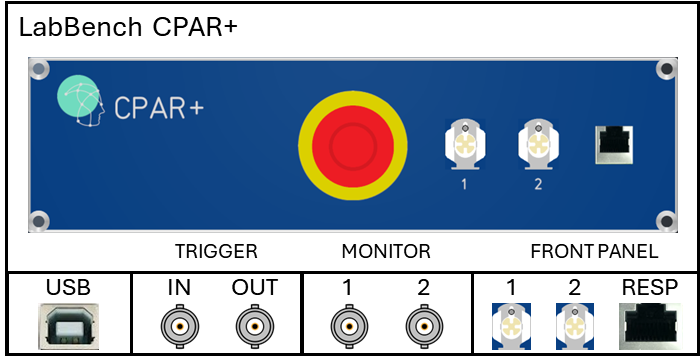 LabBench CPAR+
CPAR+
1 2
TRIGGER MONITOR FRONT PANEL
USB IN OUT 1 2 1 2 RESP